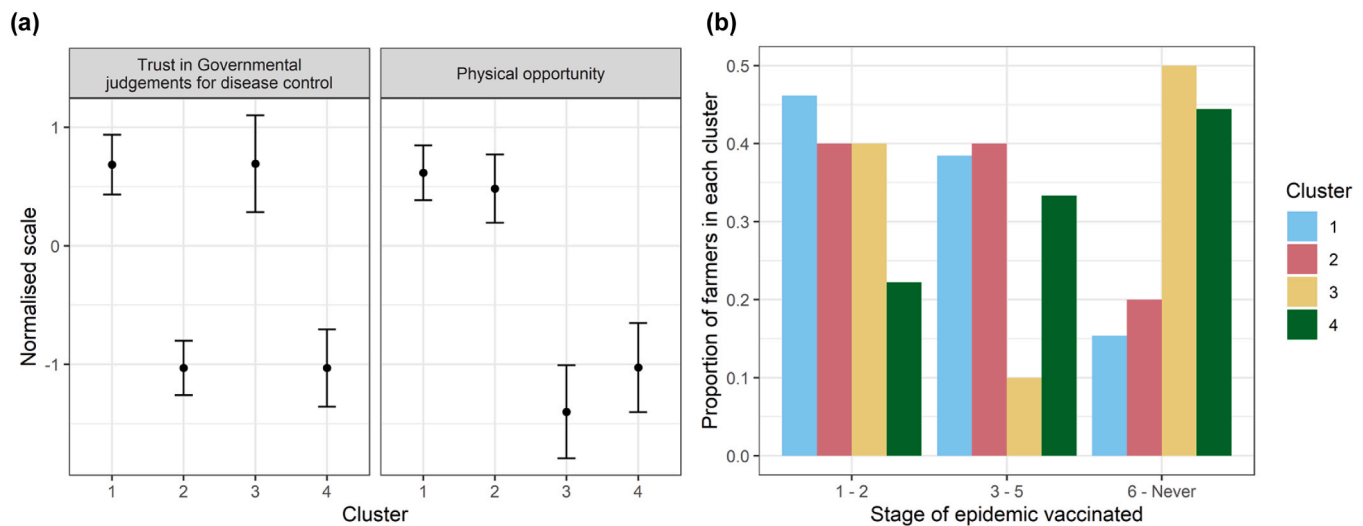 (a)
Trust in Governmental
judgements for disease control
Physical opportunity
Normalised scale
1
0
-1
1 2 3 4
1 2 3 4
Cluster
(b)
Proportion of farmers in each cluster
0.5
0.4
0.3
0.2
0.1
0.0
1 - 2
3 - 5
6 - Never
Stage of epidemic vaccinated
Cluster
1
2
3
4